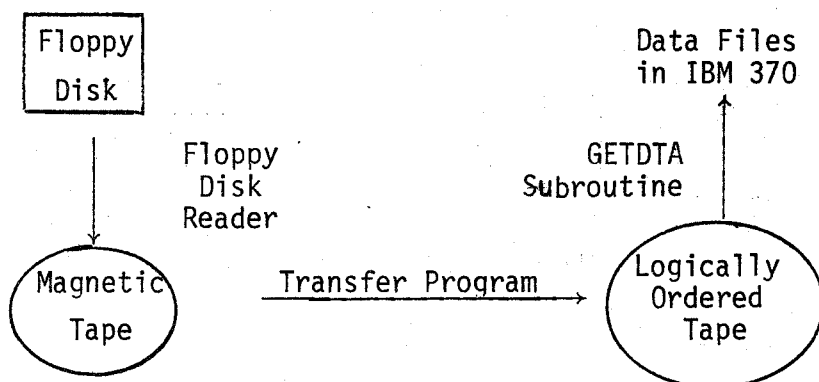 Floppy
Disk
Data Files
in IBM 370
Floppy
Disk
Reader
GETDTA
Subroutine
Magnetic
Tape
Transfer Program
Logically
Ordered
Tape